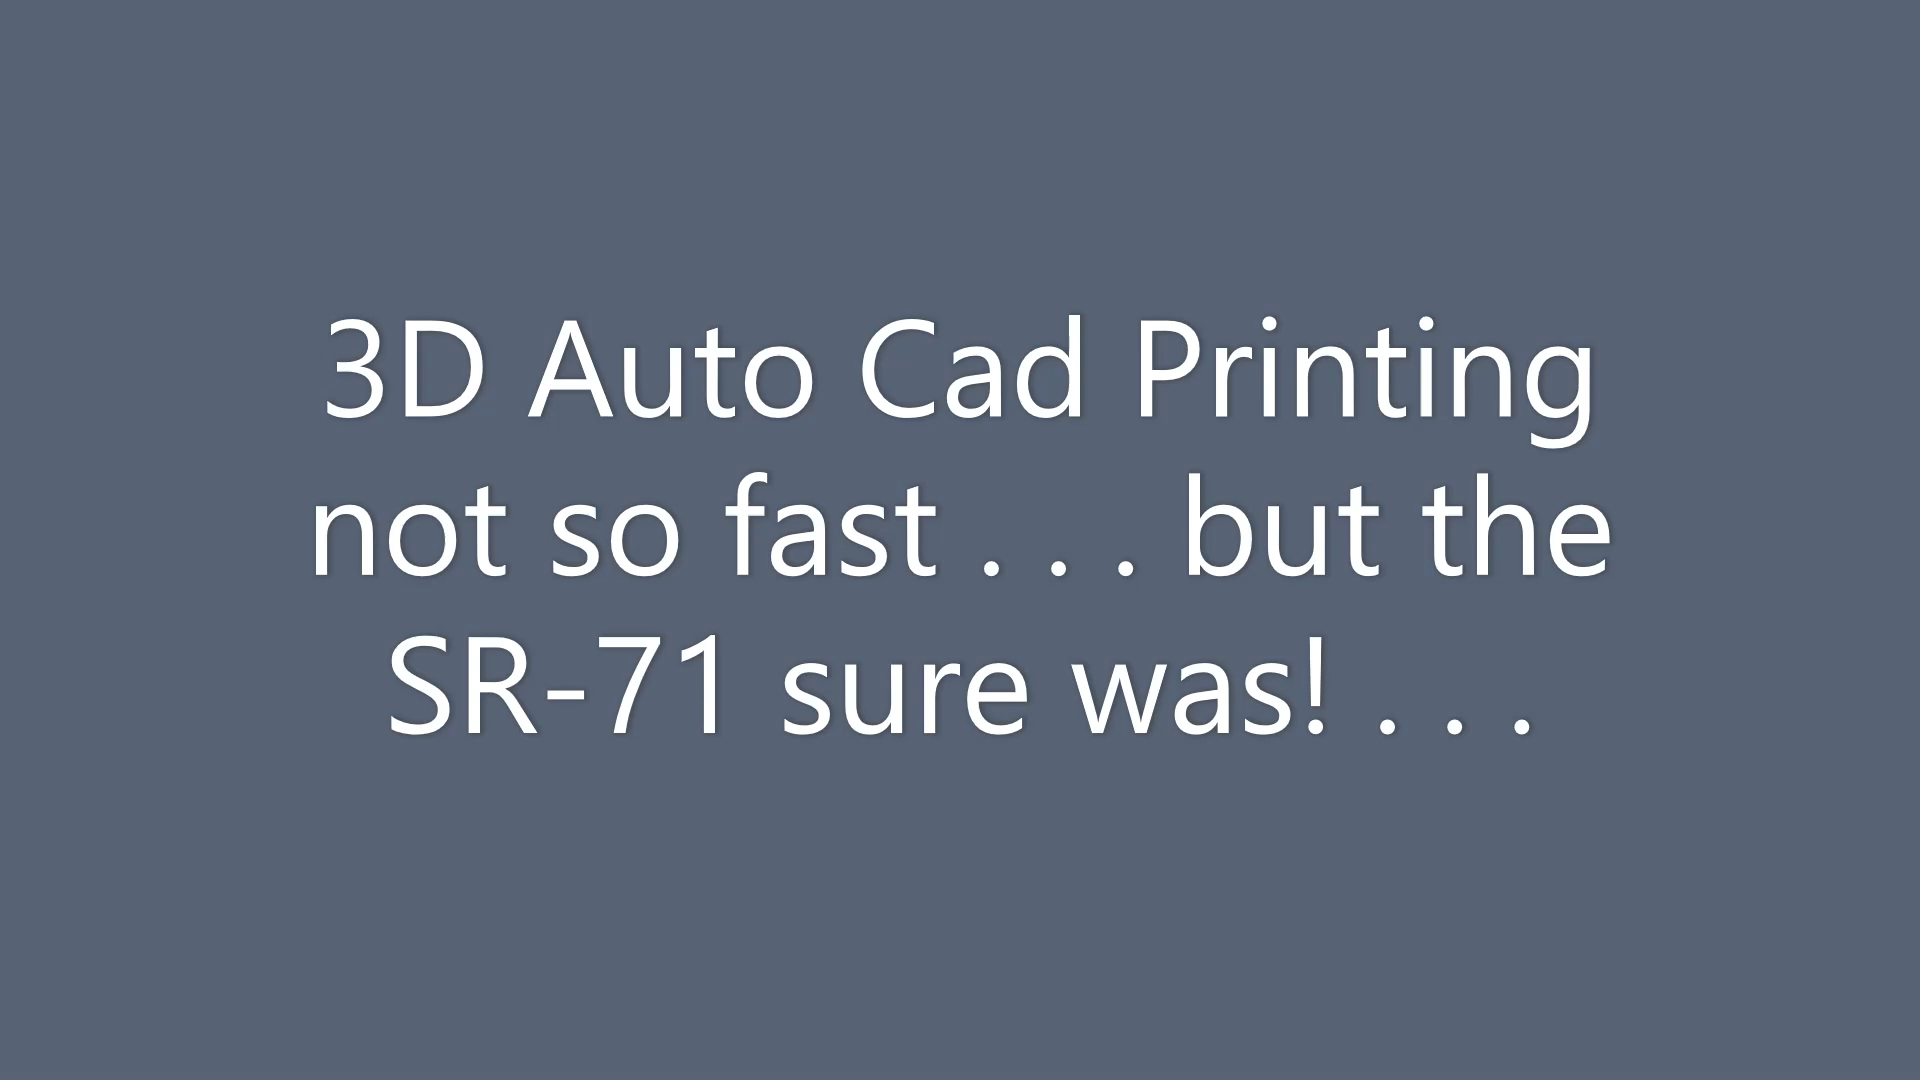 3D Auto Cad Printing
not so fast . . . but the
SR-71 sure was! . . .